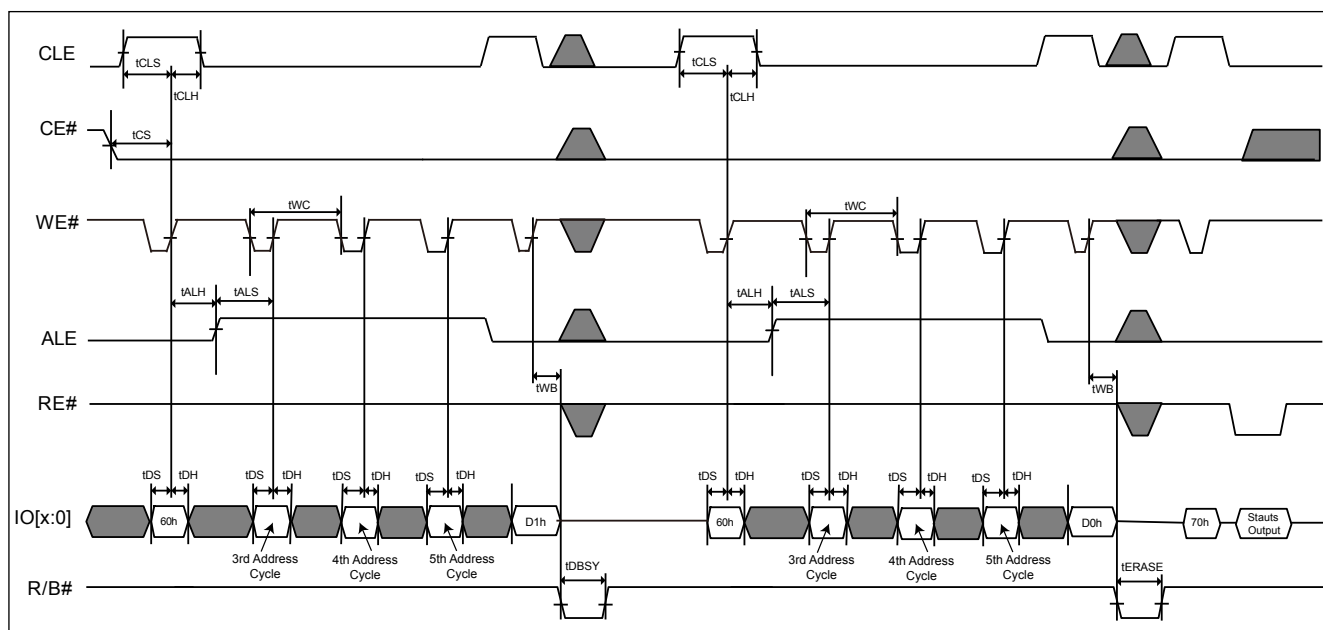 CLE
tCLS
tCLH
tCLS
tCLH
CE#
tCS
WE#
tWC
tWC
ALE
tALH
tALS
tALH
tALS
tWB
tWB
RE#
tDS
tDH
tDS
tDH
tDS
tDH
tDS
tDH
tDS
tDH
tDS
tDH
tDS
tDH
tDS
tDH
IO[x:0]
60h
D1h
60h
D0h
70h
Stauts
Output
3rd Address
Cycle
4th Address
Cycle
5th Address
Cycle
3rd Address
Cycle
4th Address
Cycle
5th Address
Cycle
R/B#
tDBSY
tERASE